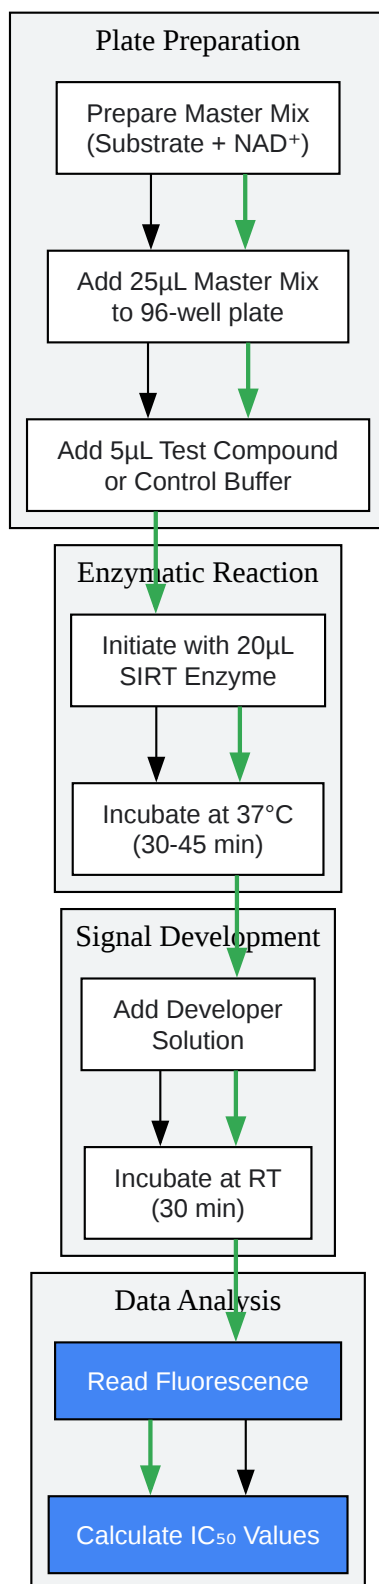 Plate Preparation
Prepare Master Mix
(Substrate + NAD⁺)
Add 25µL Master Mix
to 96-well plate
Add 5µL Test Compound
or Control Buffer
Enzymatic Reaction
Initiate with 20µL
SIRT Enzyme
Incubate at 37°C
(30-45 min)
Signal Development
Add Developer
Solution
Incubate at RT
(30 min)
Data Analysis
Read Fluorescence
Calculate IC₅₀ Values